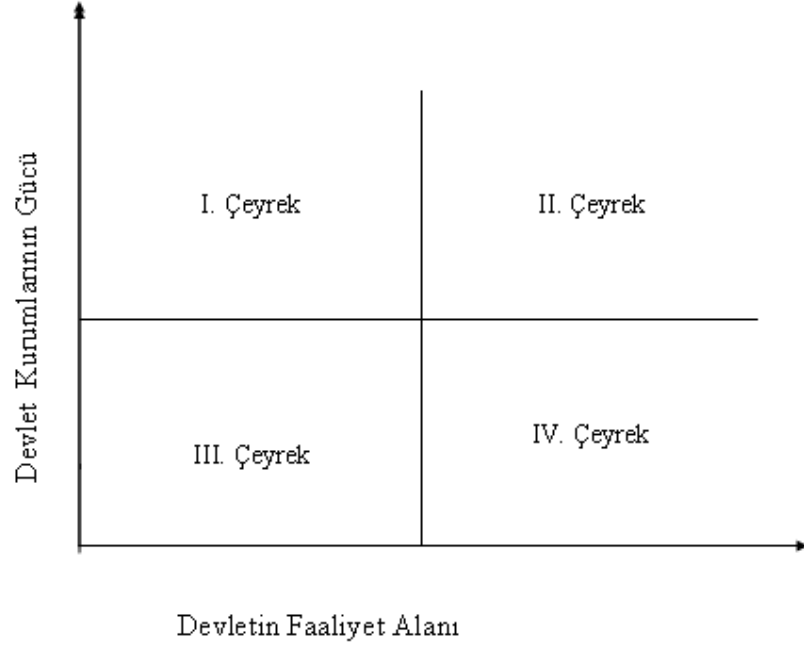 Devlet Kurumlarının Gücü
I. Çeyrek
II. Çeyrek
III. Çeyrek
IV. Çeyrek
Devletin Faaliyet Alanı